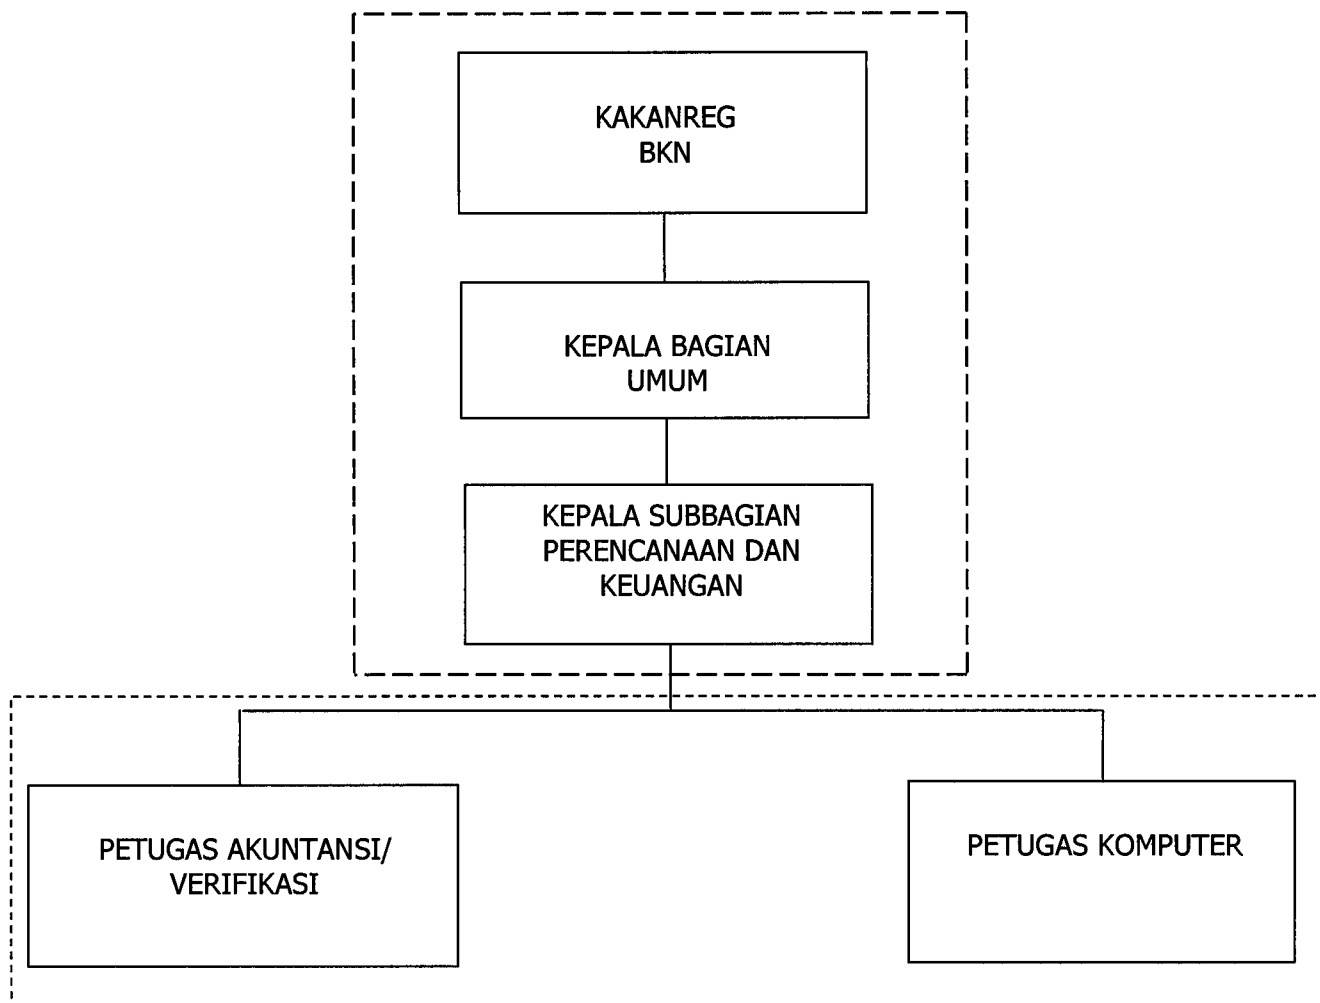 KAKANREG
BKN
KEPALA BAGIAN
UMUM
KEPALA SUBBAGIAN
PERENCANAAN DAN
KEUANGAN
PETUGAS AKUNTANSI/
VERIFIKASI
PETUGAS KOMPUTER